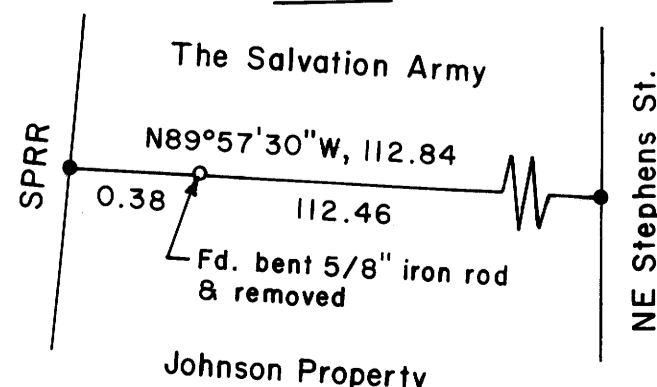 The Salvation Army
SPRR
N89°57'30"W, 112.84
0.38
112.46
Fd. bent 5/8" iron rod
& removed
NE Stephens St.
Johnson Property